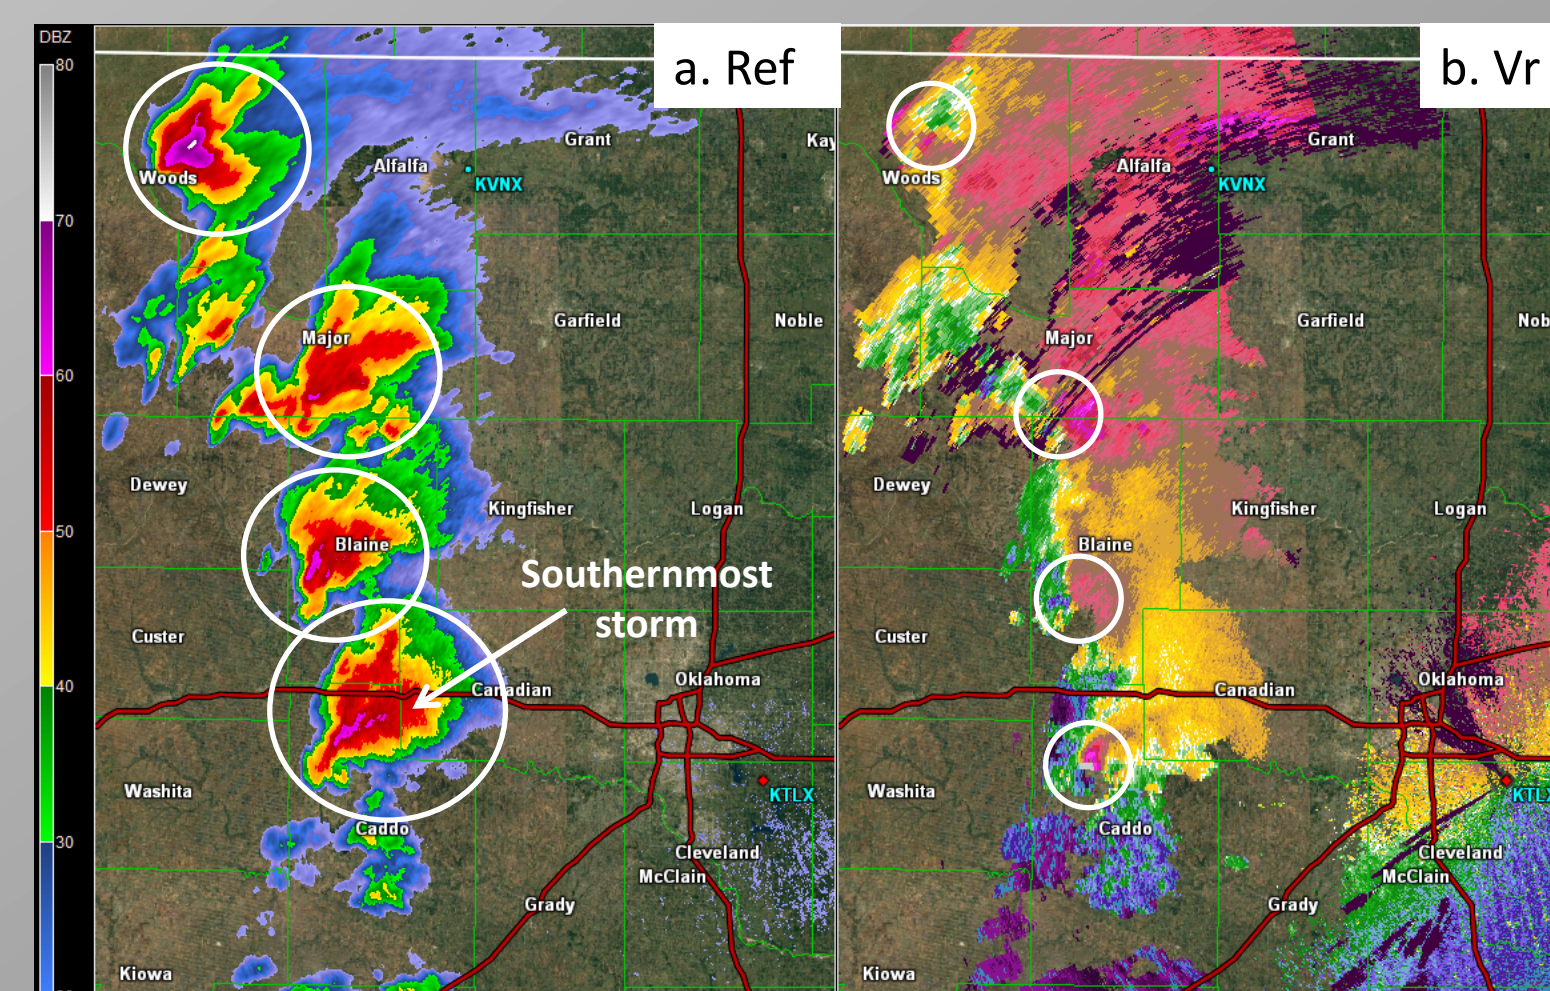 DBZ
80
70
60
50
40
30
a. Ref
Grant
Kay
Alfalfa
KVNX
Woods
Major
Garfield
Noble
Dewey
Kingfisher
Logan
Blaine
Southernmost
storm
Custer
Oklahoma
Canadian
Washita
KTLX
Caddo
Cleveland
McClain
Grady
Kiowa
b. Vr
Grant
Alfalfa
KVNX
Woods
Major
Garfield
Nob
Dewey
Kingfisher
Logan
Blaine
Custer
Oklahoma
Canadian
Washita
KTLX
Caddo
Cleveland
McClain
Grady
Kiowa